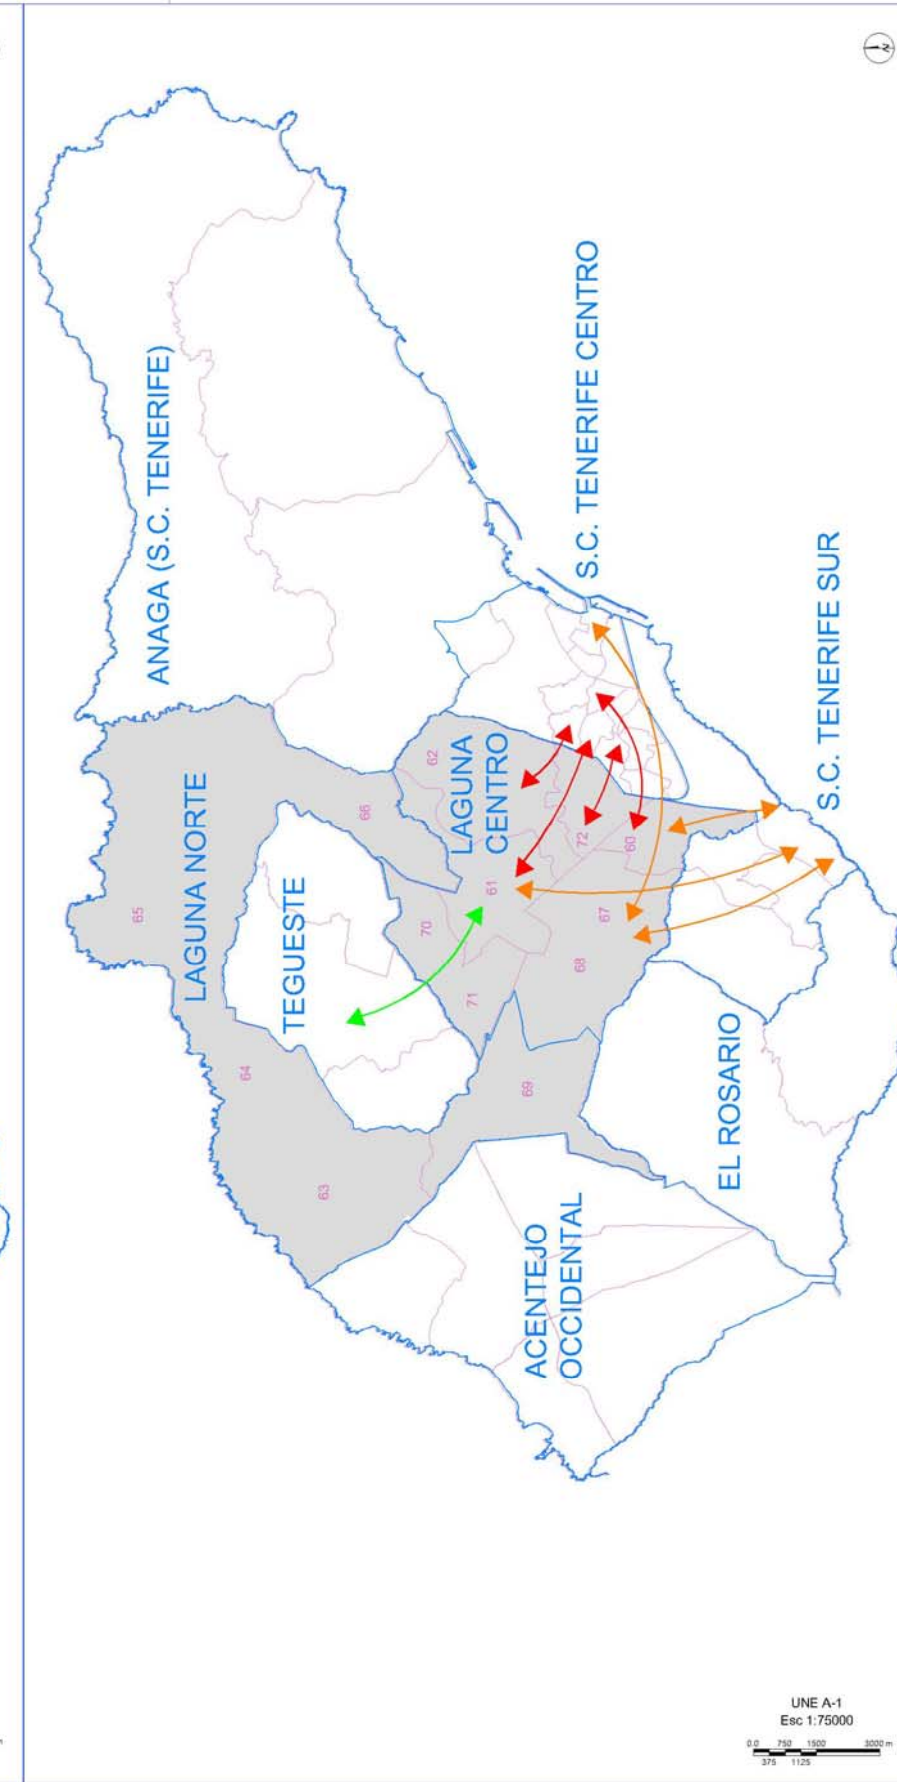 ANAGA (S.C. TENERIFE)
S.C. TENERIFE CENTRO
S.C. TENERIFE SUR
LAGUNA NORTE
LAGUNA
CENTRO
TEGUESTE
EL ROSARIO
ACENTEJO
OCCIDENTAL
62
66
65
72
60
61
70
67
68
71
64
69
63
N
UNE A-1
Esc 1:75000
0.0 750 1500 3000 m
375 1125